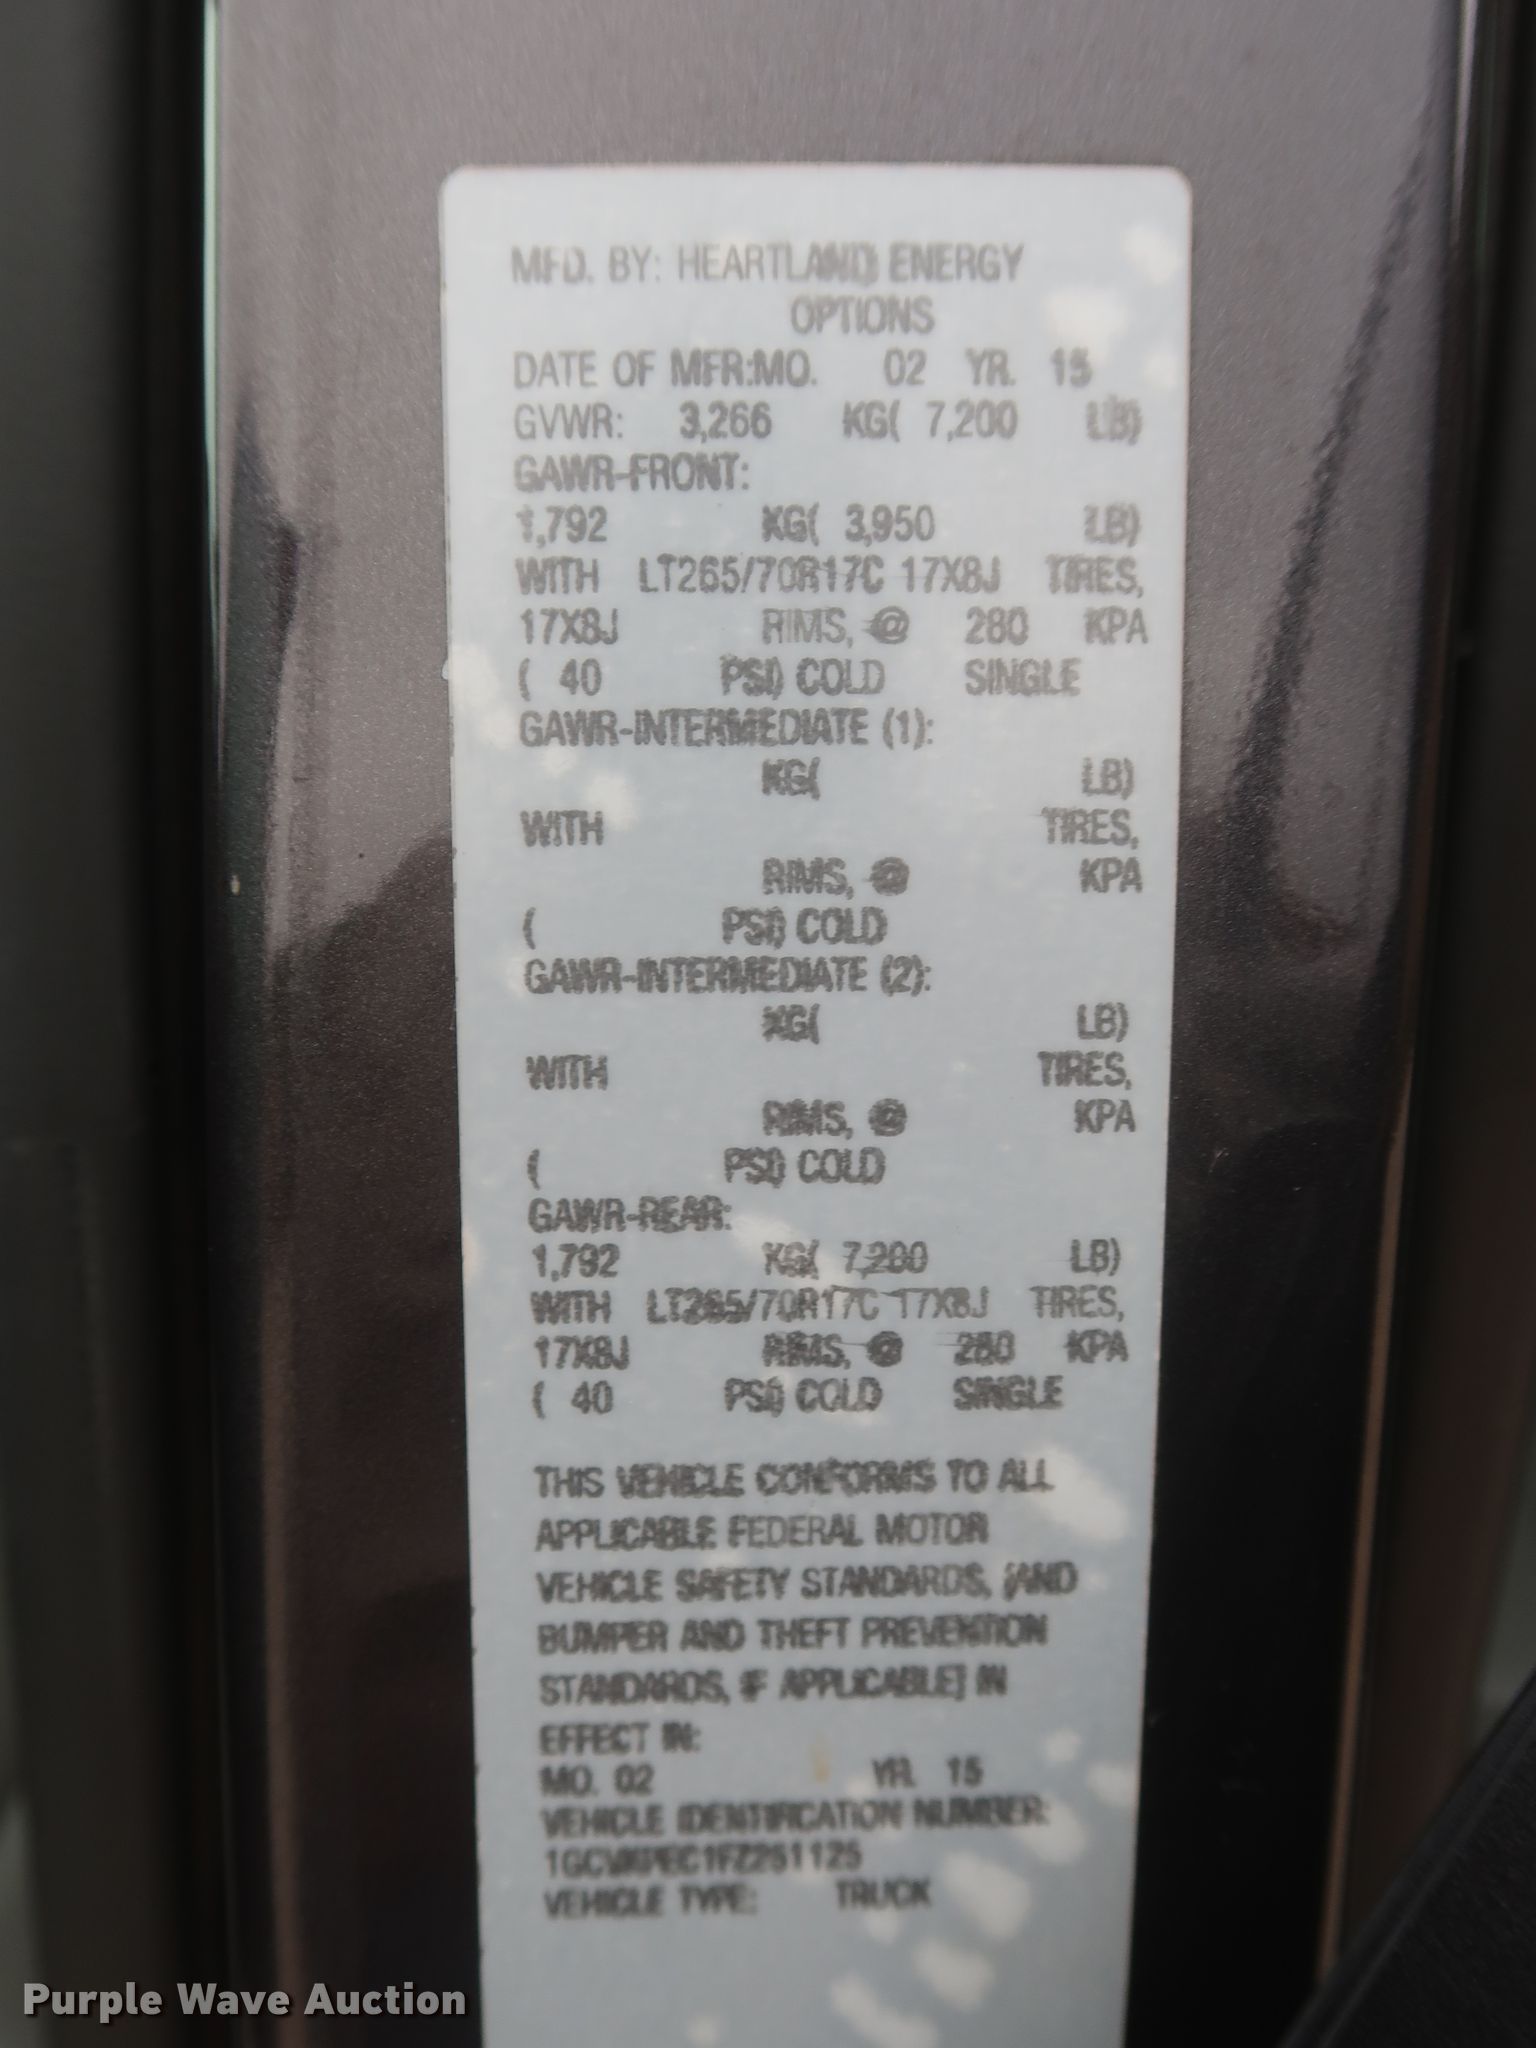 MFD. BY: HEARTLAND ENERGY
OPTIONS
DATE OF MFR:MO. 02 YR. 15
GVWR: 3,266 KG( 7,200 LB)
GAWR-FRONT:
1,792 KG( 3,950 LB)
WITH LT265/70R17C 17X8J TIRES,
17X8J RIMS, @ 280 KPA
( 40 PSI) COLD SINGLE
GAWR-INTERMEDIATE (1):
KG( LB)
WITH TIRES,
RIMS, @ KPA
( PSI) COLD
GAWR-INTERMEDIATE (2):
KG( LB)
WITH TIRES,
RIMS, @ KPA
( PSI) COLD
GAWR-REAR:
1,792 KG( 7,200 LB)
WITH LT265/70R17C 17X8J TIRES,
17X8J RIMS, @ 280 KPA
( 40 PSI) COLD SINGLE
THIS VEHICLE CONFORMS TO ALL
APPLICABLE FEDERAL MOTOR
VEHICLE SAFETY STANDARDS, [AND
BUMPER AND THEFT PREVENTION
STANDARDS, IF APPLICABLE] IN
EFFECT IN:
MO. 02 YR. 15
VEHICLE IDENTIFICATION NUMBER:
VEHICLE TYPE: TRUCK
Purple Wave Auction